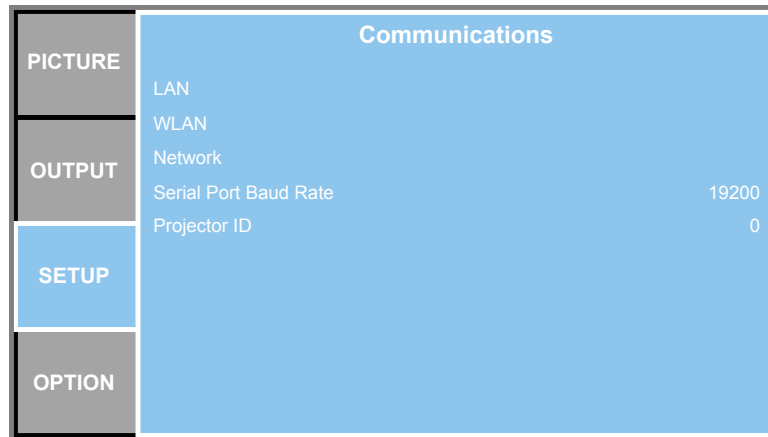 PICTURE
OUTPUT
SETUP
OPTION
Communications
LAN
WLAN
Network
Serial Port Baud Rate 19200
Projector ID 0